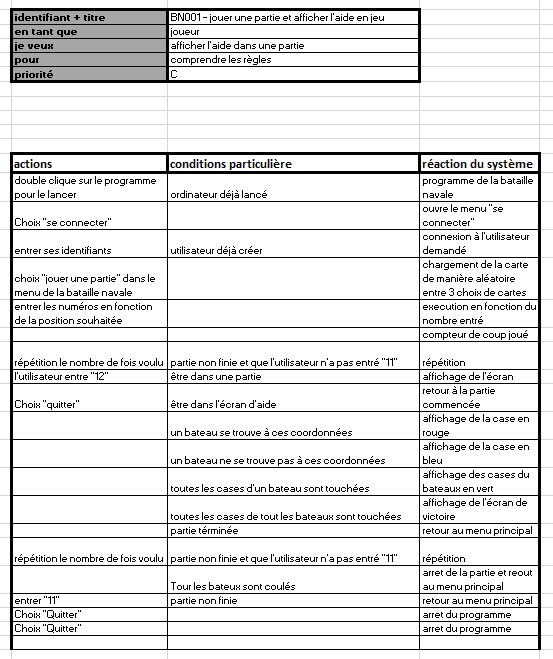 identifiant + titre BN001 - jouer une partie et afficher l'aide en jeu
en tant que joueur
je veux afficher l'aide dans une partie
pour comprendre les règles
priorité C
actions conditions particulière réaction du système
double clique sur le programme
pour le lancer ordinateur déjà lancé programme de la bataille
navale
Choix "se connecter" ouvre le menu "se
connecter"
entrer ses identifiants utilisateur déjà créer connexion à l'utilisateur
demandé
choix "jouer une partie" dans le
menu de la bataille navale chargement de la carte
de manière aléatoire
entre 3 choix de cartes
entrer les numéros en fonction
de la position souhaitée execution en fonction du
nombre entré
compteur de coup joué
répétition le nombre de fois voulu partie non finie et que l'utilisateur n'a pas entré "11" répétition
l'utilisateur entre "12" être dans une partie affichage de l'écran
Choix "quitter" être dans l'écran d'aide retour à la partie
commencée
un bateau se trouve à ces coordonnées affichage de la case en
rouge
un bateau ne se trouve pas à ces coordonnées affichage de la case en
bleu
toutes les cases d'un bateau sont touchées affichage des cases du
bateaux en vert
toutes les cases de tout les bateaux sont touchées affichage de l'écran de
victoire
partie términée retour au menu principal
répétition le nombre de fois voulu partie non finie et que l'utilisateur n'a pas entré "11" répétition
Tour les bateux sont coulés arret de la partie et reout
au menu principal
entrer "11" partie non finie retour au menu principal
Choix "Quitter" arret du programme
Choix "Quitter" arret du programme